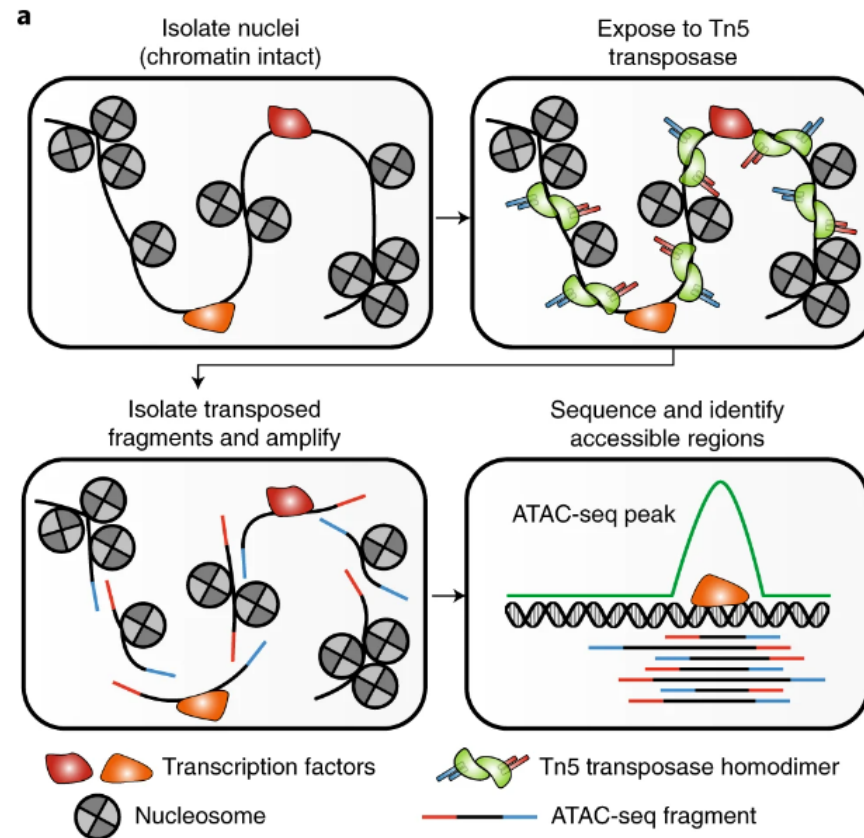 a
Isolate nuclei
(chromatin intact)
Expose to Tn5
transposase
Isolate transposed
fragments and amplify
Sequence and identify
accessible regions
ATAC-seq peak
Transcription factors
Tn5 transposase homodimer
Nucleosome
ATAC-seq fragment